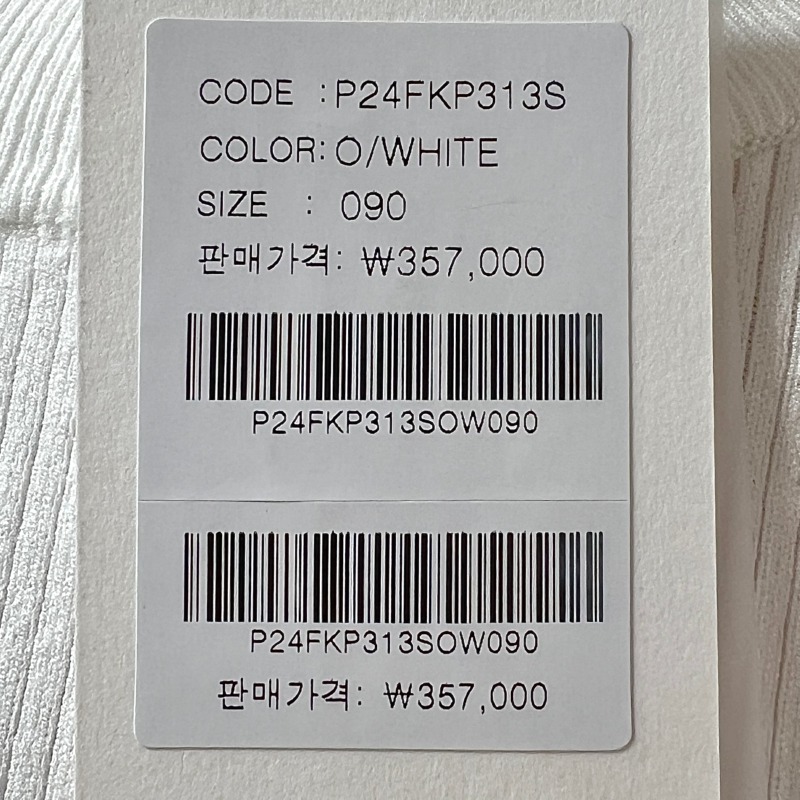 CODE :P24FKP313S
COLOR: O/WHITE
SIZE : 090
판매가격: ₩357,000
P24FKP313SOW090
P24FKP313SOW090
판매가격: ₩357,000